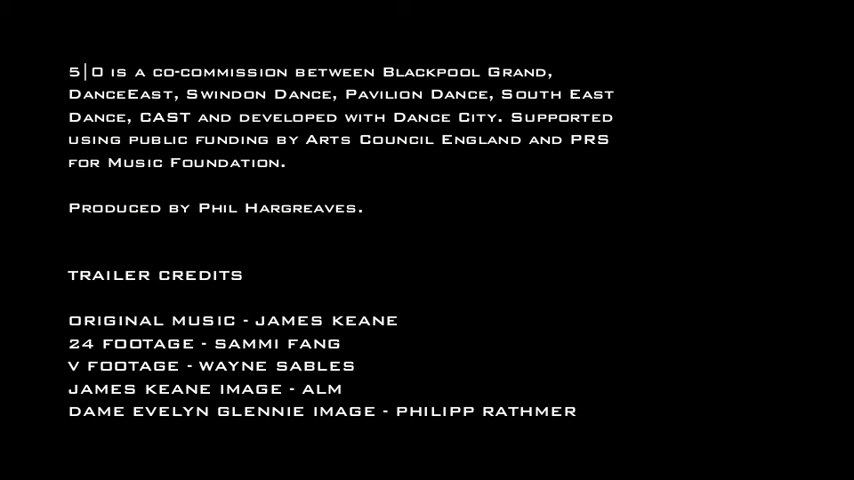 5|0 is a co-commission between Blackpool Grand,
DanceEast, Swindon Dance, Pavilion Dance, South East
Dance, CAST and developed with Dance City. Supported
using public funding by Arts Council England and PRS
for Music Foundation.
Produced by Phil Hargreaves.
TRAILER CREDITS
ORIGINAL MUSIC - JAMES KEANE
24 FOOTAGE - SAMMI FANG
V FOOTAGE - WAYNE SABLES
JAMES KEANE IMAGE - ALM
DAME EVELYN GLENNIE IMAGE - PHILIPP RATHMER